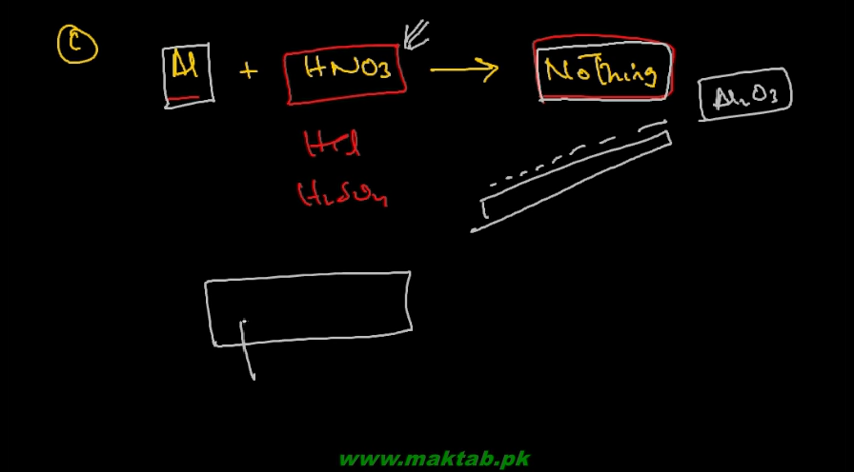 C
Al + HNO3 → Nothing
Al2O3
HCl
H2SO4
www.maktab.pk